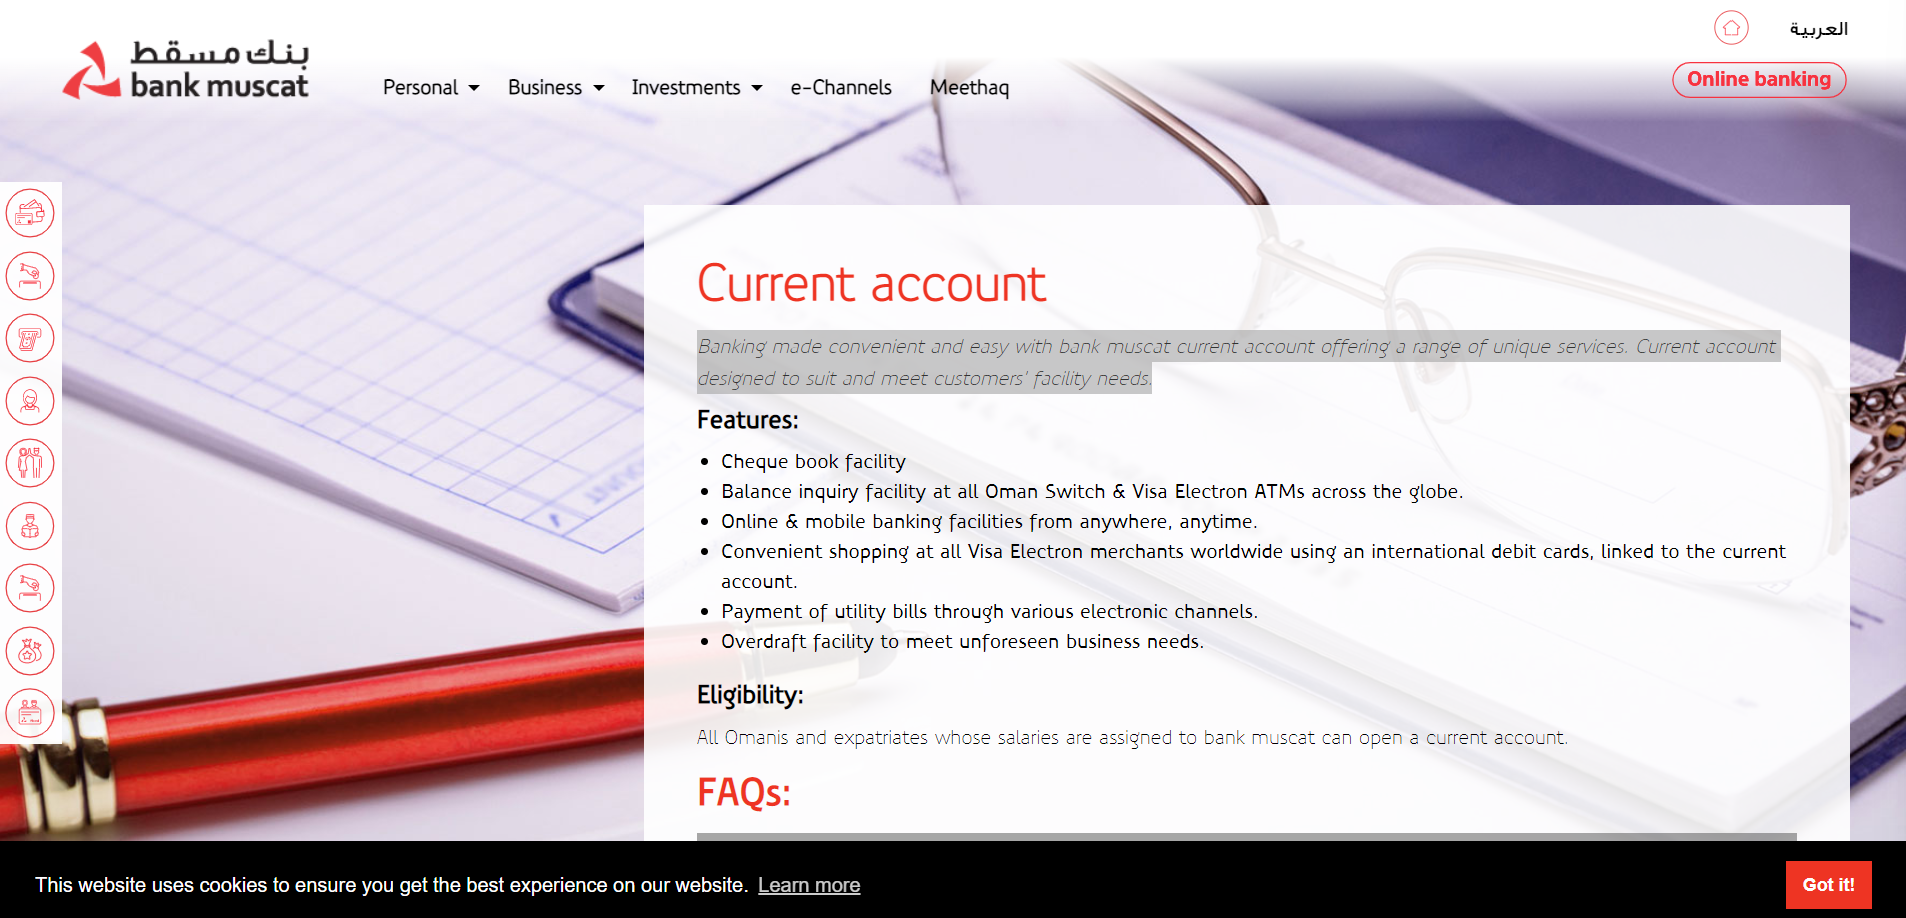 العربية
بنك مسقط
bank muscat
Personal
Business
Investments
e-Channels
Meethaq
Online banking
Current account
Banking made convenient and easy with bank muscat current account offering a range of unique services. Current account
designed to suit and meet customers' facility needs.
Features:
Cheque book facility
Balance inquiry facility at all Oman Switch & Visa Electron ATMs across the globe.
Online & mobile banking facilities from anywhere, anytime.
Convenient shopping at all Visa Electron merchants worldwide using an international debit cards, linked to the current
account.
Payment of utility bills through various electronic channels.
Overdraft facility to meet unforeseen business needs.
Eligibility:
All Omanis and expatriates whose salaries are assigned to bank muscat can open a current account.
FAQs:
This website uses cookies to ensure you get the best experience on our website. Learn more
Got it!